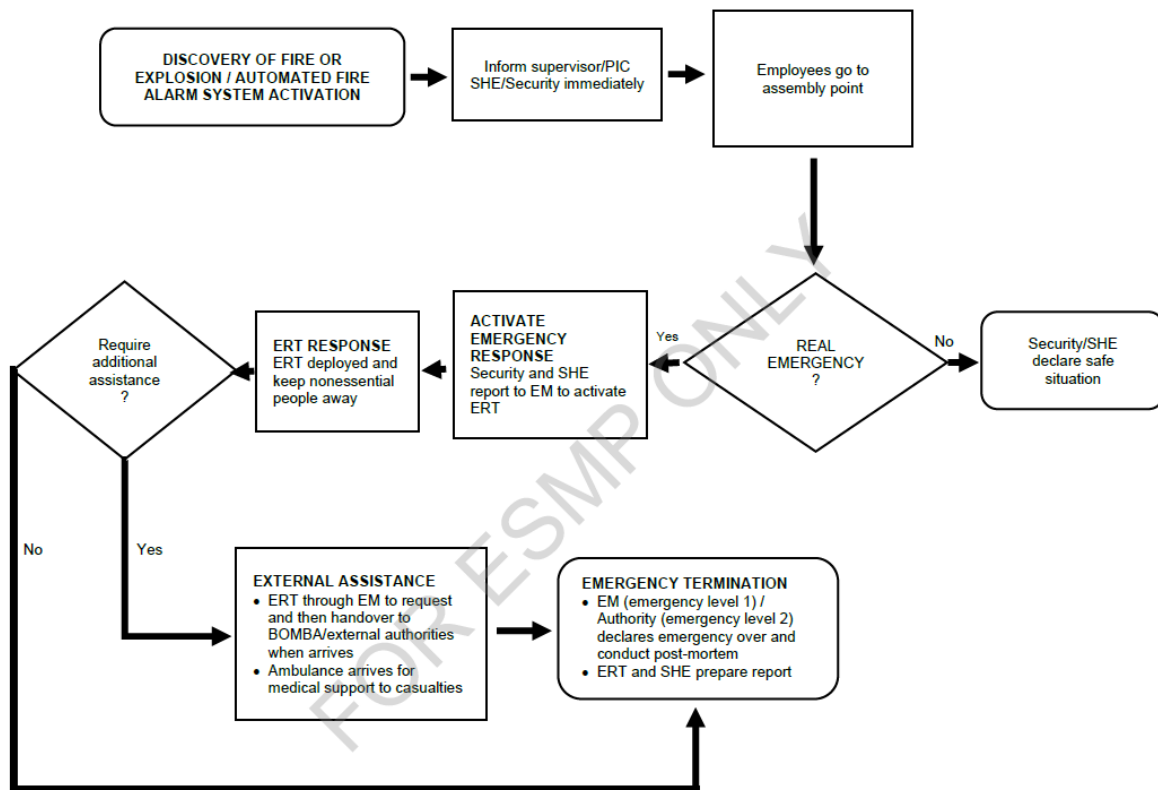 DISCOVERY OF FIRE OR
EXPLOSION / AUTOMATED FIRE
ALARM SYSTEM ACTIVATION
Inform supervisor/PIC
SHE/Security immediately
Employees go to
assembly point
REAL
EMERGENCY
?
No
Security/SHE
declare safe
situation
Yes
ACTIVATE
EMERGENCY
RESPONSE
Security and SHE
report to EM to activate
ERT
ERT RESPONSE
ERT deployed and
keep nonessential
people away
Require
additional
assistance
?
No
Yes
EXTERNAL ASSISTANCE
• ERT through EM to request
and then handover to
BOMBA/external authorities
when arrives
• Ambulance arrives for
medical support to casualties
EMERGENCY TERMINATION
• EM (emergency level 1) /
Authority (emergency level 2)
declares emergency over and
conduct post-mortem
• ERT and SHE prepare report
FOR ESMP ONLY